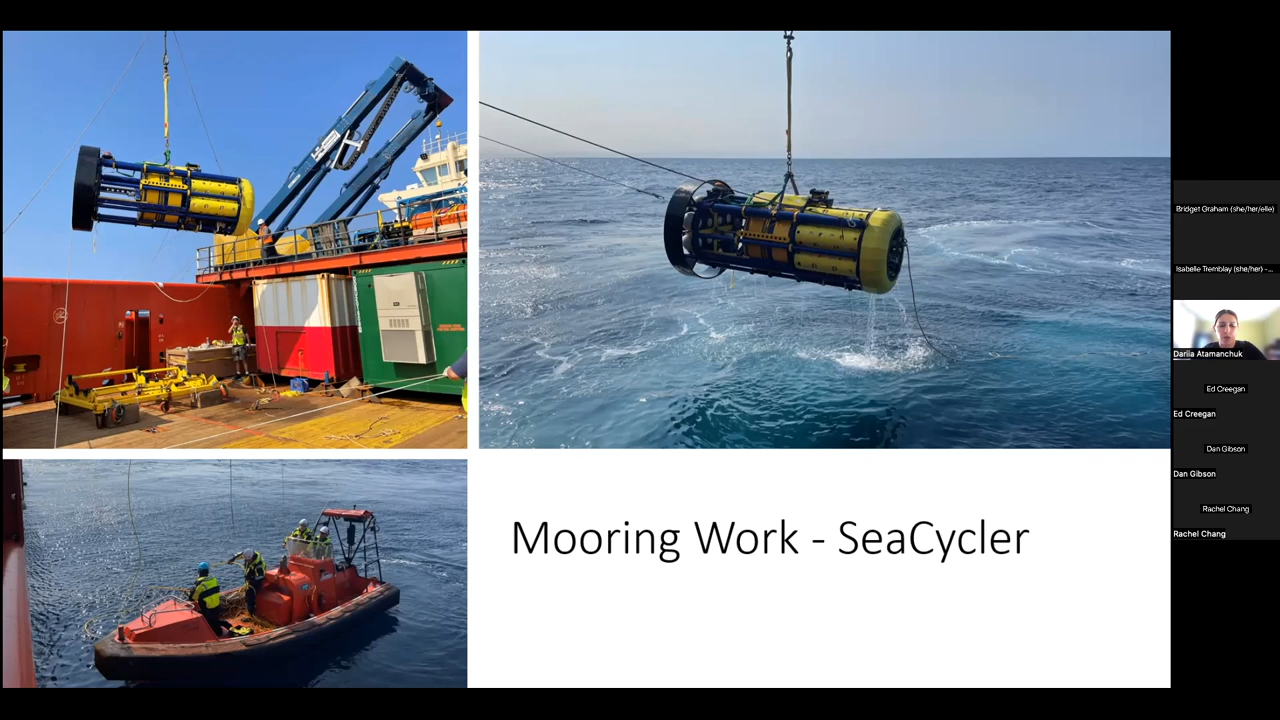 Mooring Work - SeaCycler
Bridget Graham (she/her/elle)
Isabelle Tremblay (she/her) -...
Dariia Atamanchuk
Ed Creegan
Ed Creegan
Dan Gibson
Dan Gibson
Rachel Chang
Rachel Chang